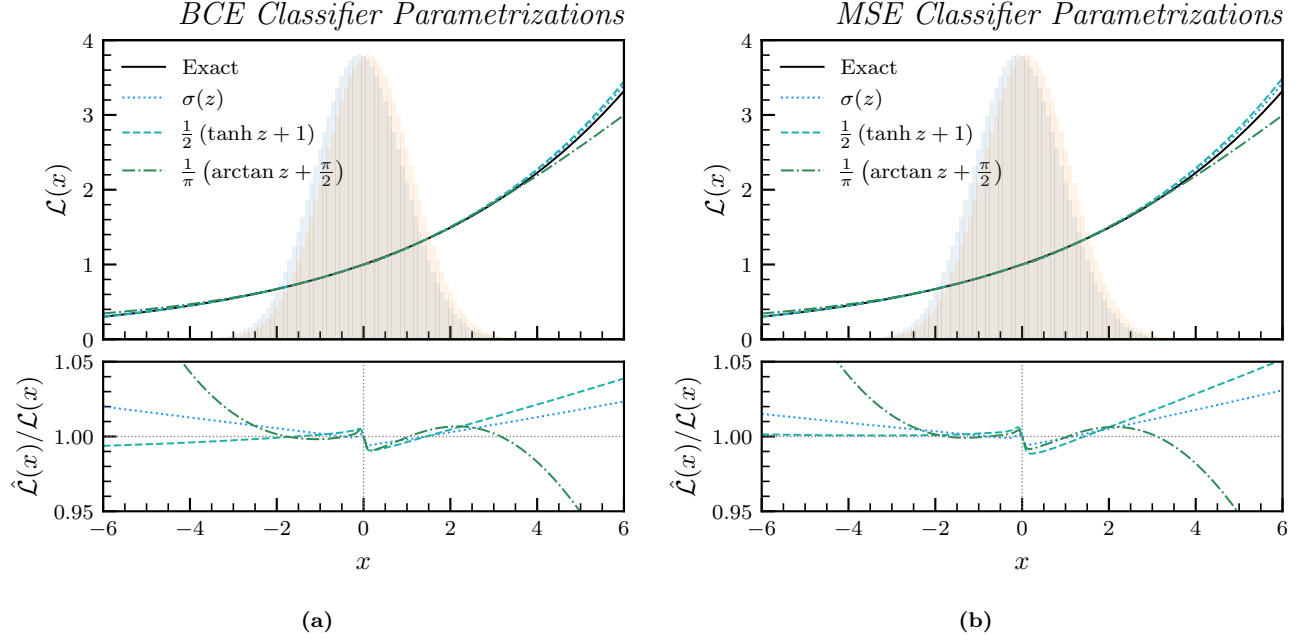 BCE Classifier Parametrizations
4
3
2
1
0
ℒ(x)
Exact
σ(z)
½ (tanh z + 1)
1/π (arctan z + π/2)
1.05
1.00
0.95
ℒ̂(x)/ℒ(x)
−6 −4 −2 0 2 4 6
x
(a)
MSE Classifier Parametrizations
4
3
2
1
0
ℒ(x)
Exact
σ(z)
½ (tanh z + 1)
1/π (arctan z + π/2)
1.05
1.00
0.95
ℒ̂(x)/ℒ(x)
−6 −4 −2 0 2 4 6
x
(b)